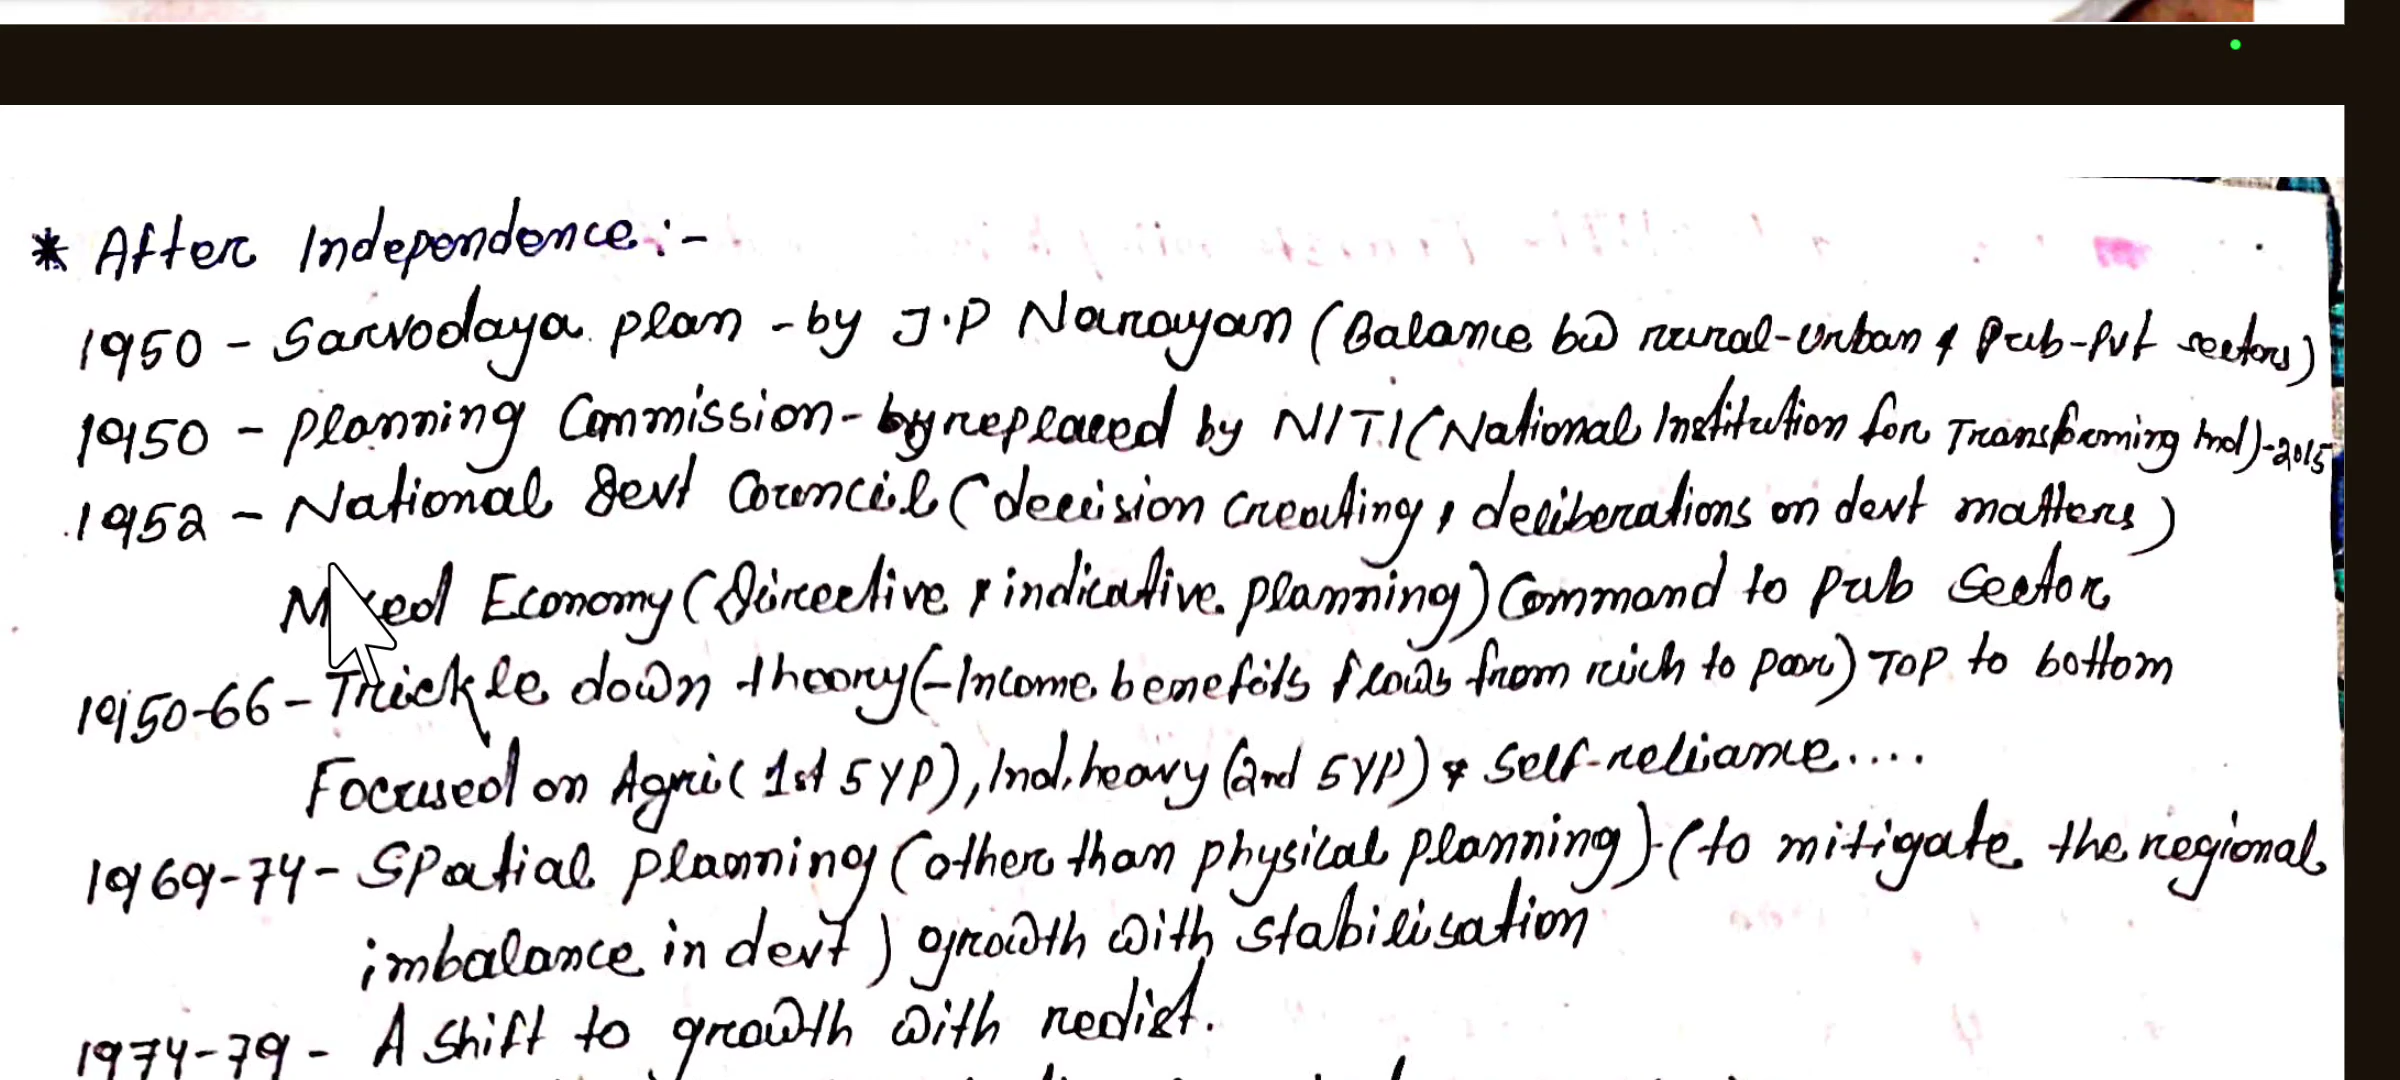 * After Independence:-
1950 - Sarvodaya plan - by J.P Narayan (Balance bw rural-urban & Pub-Pvt sectors)
1950 - planning Commission - replaced by NITI (National Institution for Transforming Ind)-2015
1952 - National Devt Council (decision creating, deliberations on devt matters)
Mixed Economy (Directive & indicative planning) Command to Pub Sector
1950-66 - Trickle down theory (-Income benefits flows from rich to poor) TOP to bottom
Focused on Agri (1st 5YP), Ind. heavy (2nd 5YP) & Self-reliance....
1969-74 - Spatial planning (other than physical planning) - (to mitigate the regional
imbalance in devt) growth with stabilisation
1974-79 - A Shift to growth with redist.